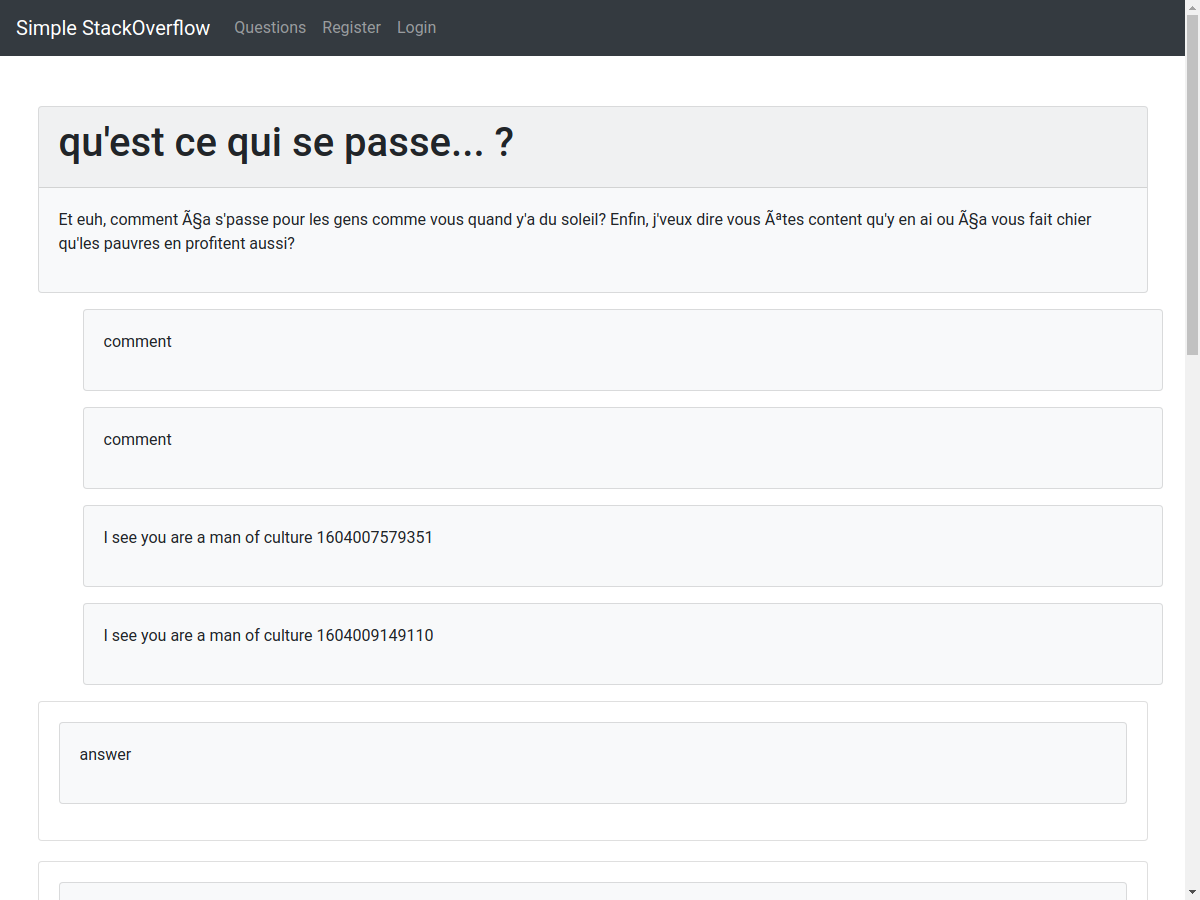 Simple StackOverflow Questions Register Login
qu'est ce qui se passe... ?
Et euh, comment Ã§a s'passe pour les gens comme vous quand y'a du soleil? Enfin, j'veux dire vous Ãªtes content qu'y en ai ou Ã§a vous fait chier
qu'les pauvres en profitent aussi?
comment
comment
I see you are a man of culture 1604007579351
I see you are a man of culture 1604009149110
answer